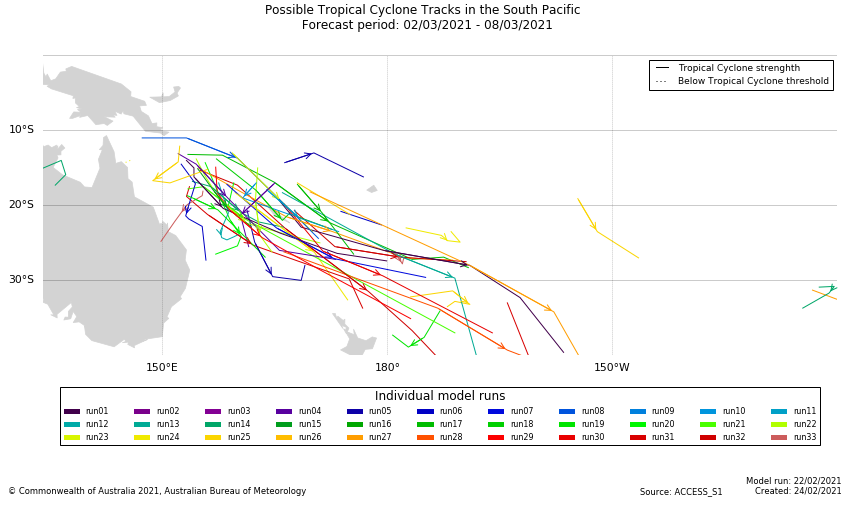 Possible Tropical Cyclone Tracks in the South Pacific
Forecast period: 02/03/2021 - 08/03/2021
Tropical Cyclone strenghth
Below Tropical Cyclone threshold
10°S
20°S
30°S
150°E 180° 150°W
Individual model runs
run01 run02 run03 run04 run05 run06 run07 run08 run09 run10 run11
run12 run13 run14 run15 run16 run17 run18 run19 run20 run21 run22
run23 run24 run25 run26 run27 run28 run29 run30 run31 run32 run33
Model run: 22/02/2021
© Commonwealth of Australia 2021, Australian Bureau of Meteorology Source: ACCESS_S1 Created: 24/02/2021